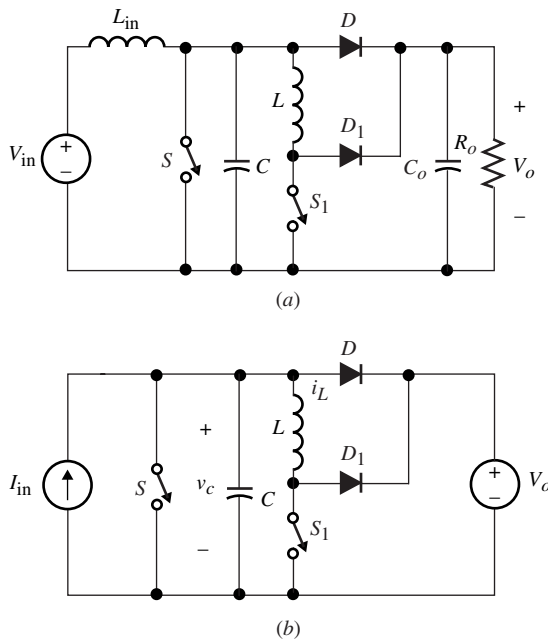 L_in
D
L
D_1
+
V_in
+
−
S
C
S_1
C_o
R_o
V_o
−
(a)
D
i_L
L
D_1
+
I_in
S
v_c
C
S_1
+
−
V_o
−
(b)